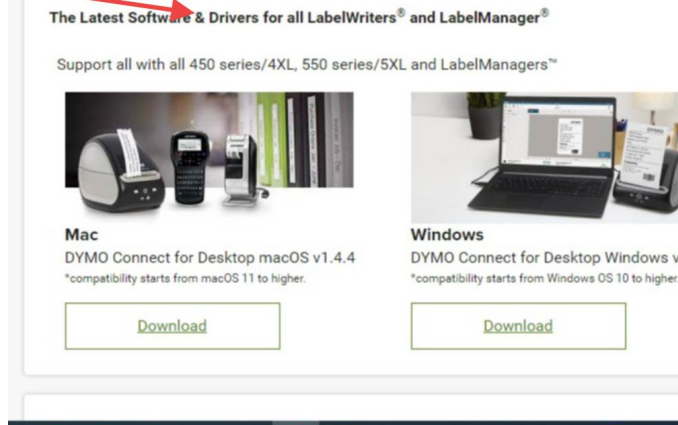 The Latest Software & Drivers for all LabelWriters® and LabelManager®
Support all with all 450 series/4XL, 550 series/5XL and LabelManagers™
Mac
DYMO Connect for Desktop macOS v1.4.4
*compatibility starts from macOS 11 to higher.
Download
Windows
DYMO Connect for Desktop Windows v
*compatibility starts from Windows OS 10 to higher.
Download